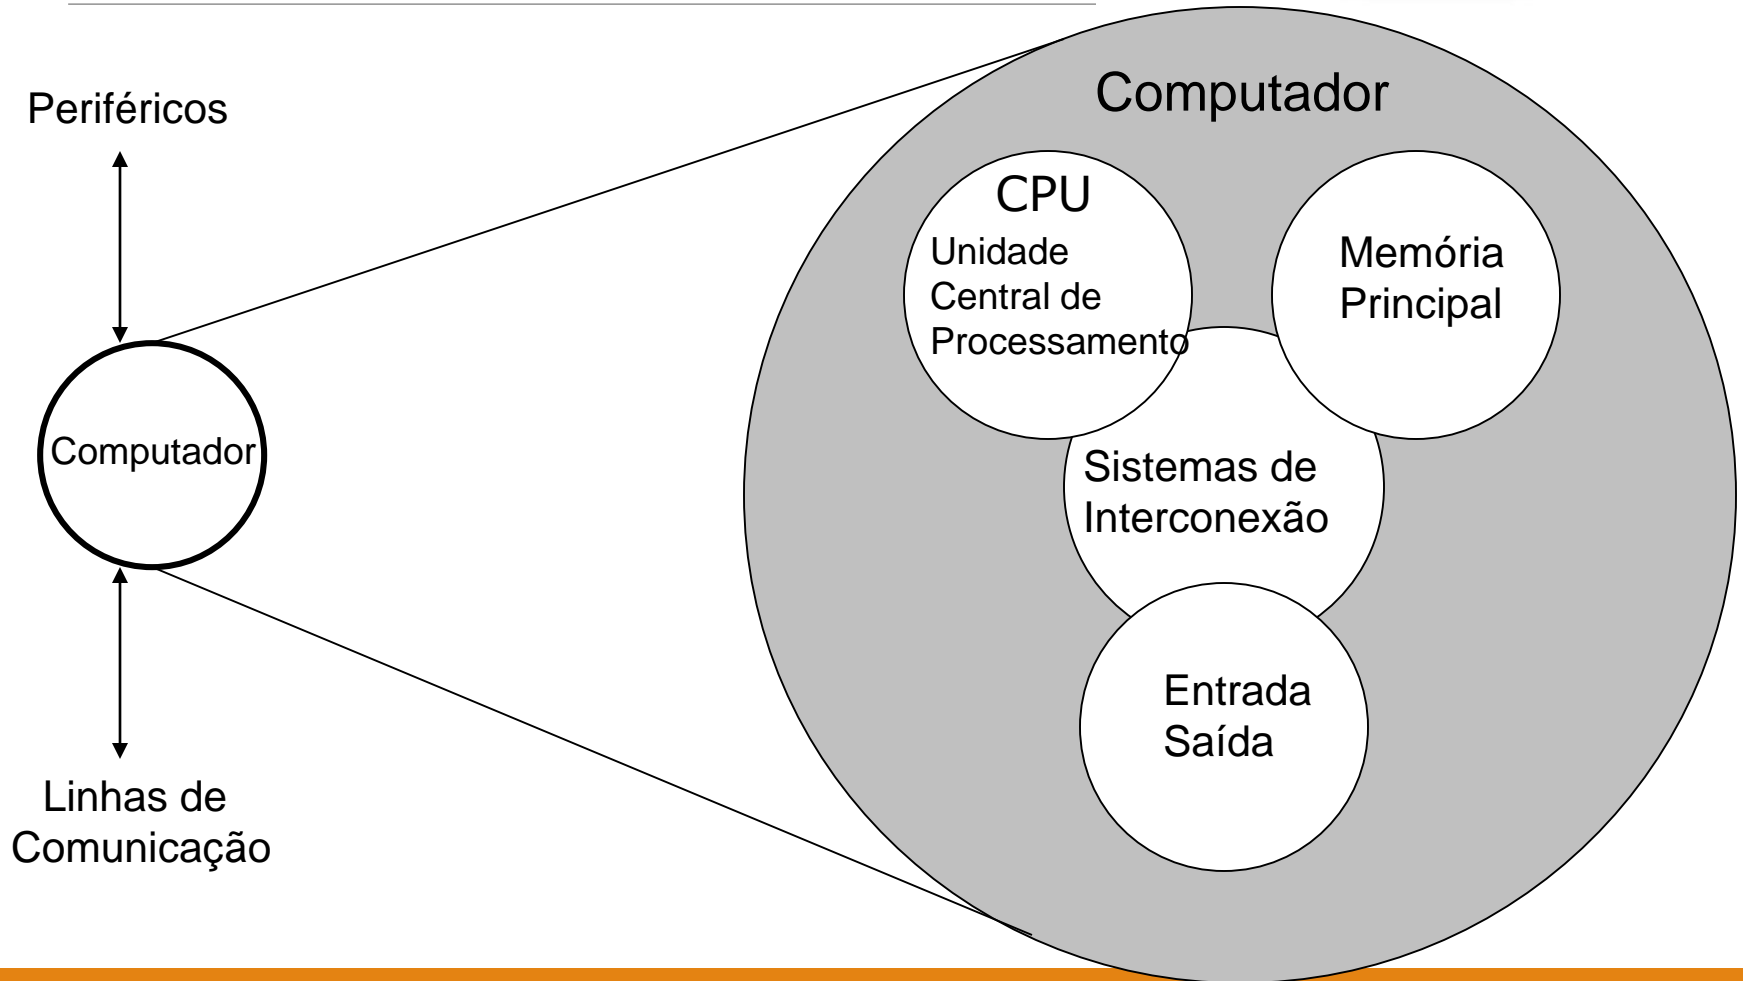 Periféricos
Computador
Linhas de
Comunicação
Computador
CPU
Unidade
Central de
Processamento
Memória
Principal
Sistemas de
Interconexão
Entrada
Saída